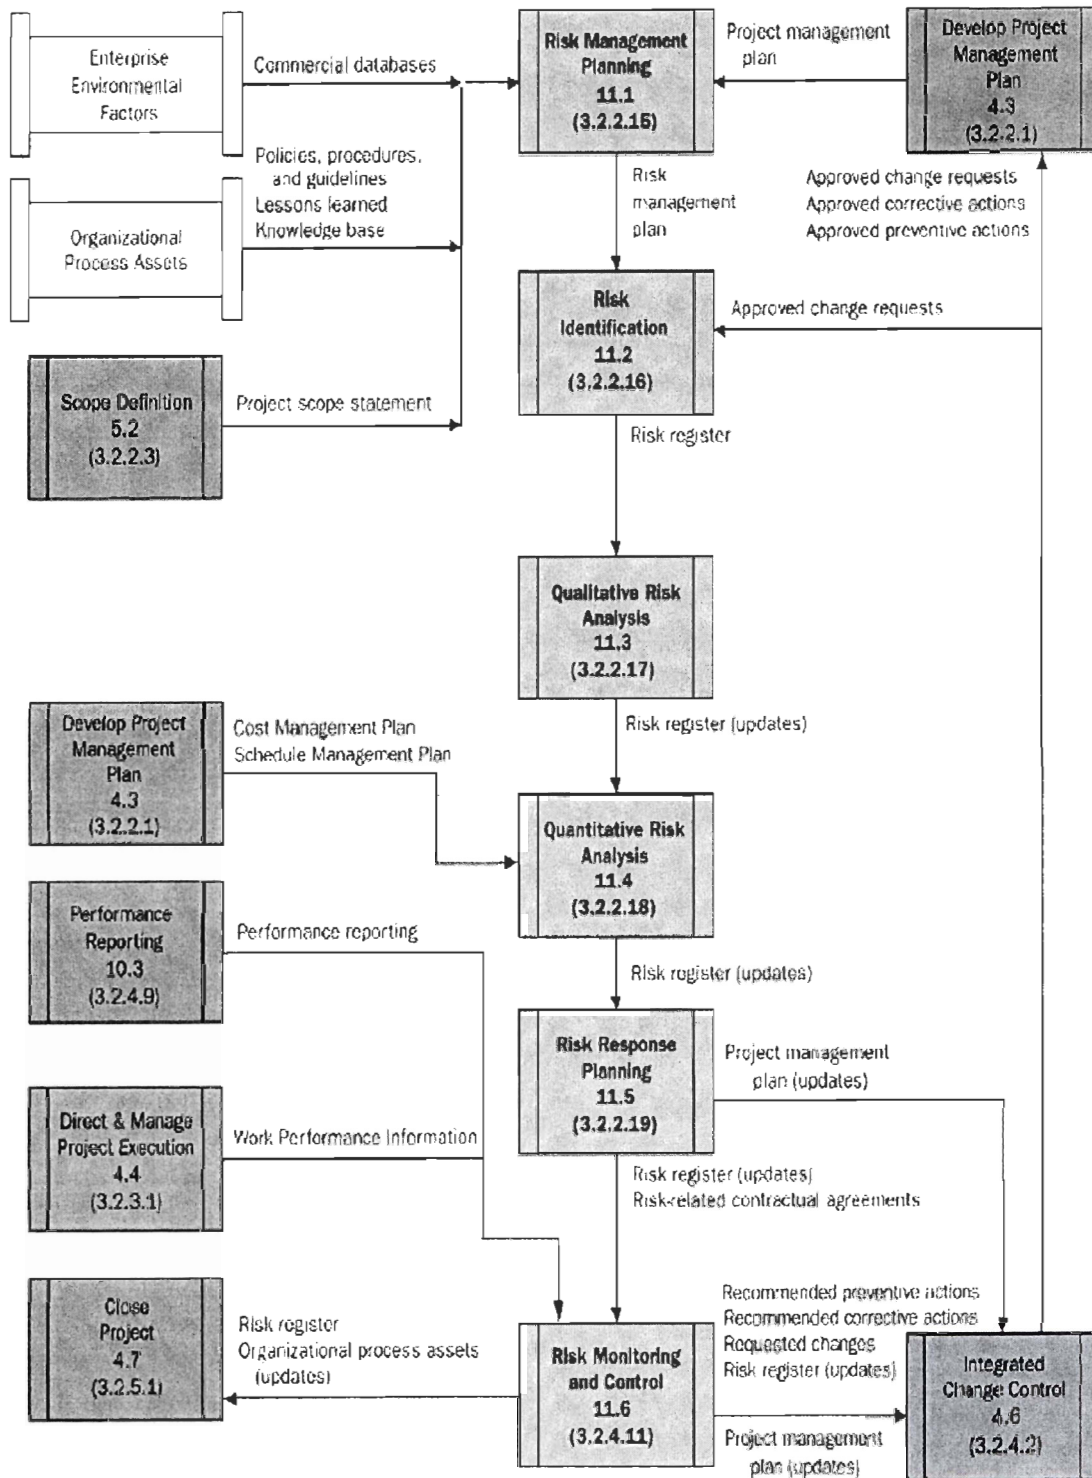 Enterprise
Environmental
Factors
Commercial databases
Risk Management
Planning
11.1
(3.2.2.15)
Project management
plan
Develop Project
Management
Plan
4.3
(3.2.2.1)
Policies, procedures,
and guidelines
Lessons learned
Knowledge base
Organizational
Process Assets
Risk
management
plan
Approved change requests
Approved corrective actions
Approved preventive actions
Risk
Identification
11.2
(3.2.2.16)
Approved change requests
Scope Definition
5.2
(3.2.2.3)
Project scope statement
Risk register
Qualitative Risk
Analysis
11.3
(3.2.2.17)
Risk register (updates)
Develop Project
Management
Plan
4.3
(3.2.2.1)
Cost Management Plan
Schedule Management Plan
Quantitative Risk
Analysis
11.4
(3.2.2.18)
Performance
Reporting
10.3
(3.2.4.9)
Performance reporting
Risk register (updates)
Risk Response
Planning
11.5
(3.2.2.19)
Project management
plan (updates)
Direct & Manage
Project Execution
4.4
(3.2.3.1)
Work Performance Information
Risk register (updates)
Risk-related contractual agreements
Close
Project
4.7
(3.2.5.1)
Risk register
Organizational process assets
(updates)
Risk Monitoring
and Control
11.6
(3.2.4.11)
Recommended preventive actions
Recommended corrective actions
Requested changes
Risk register (updates)
Project management
plan (updates)
Integrated
Change Control
4.6
(3.2.4.2)